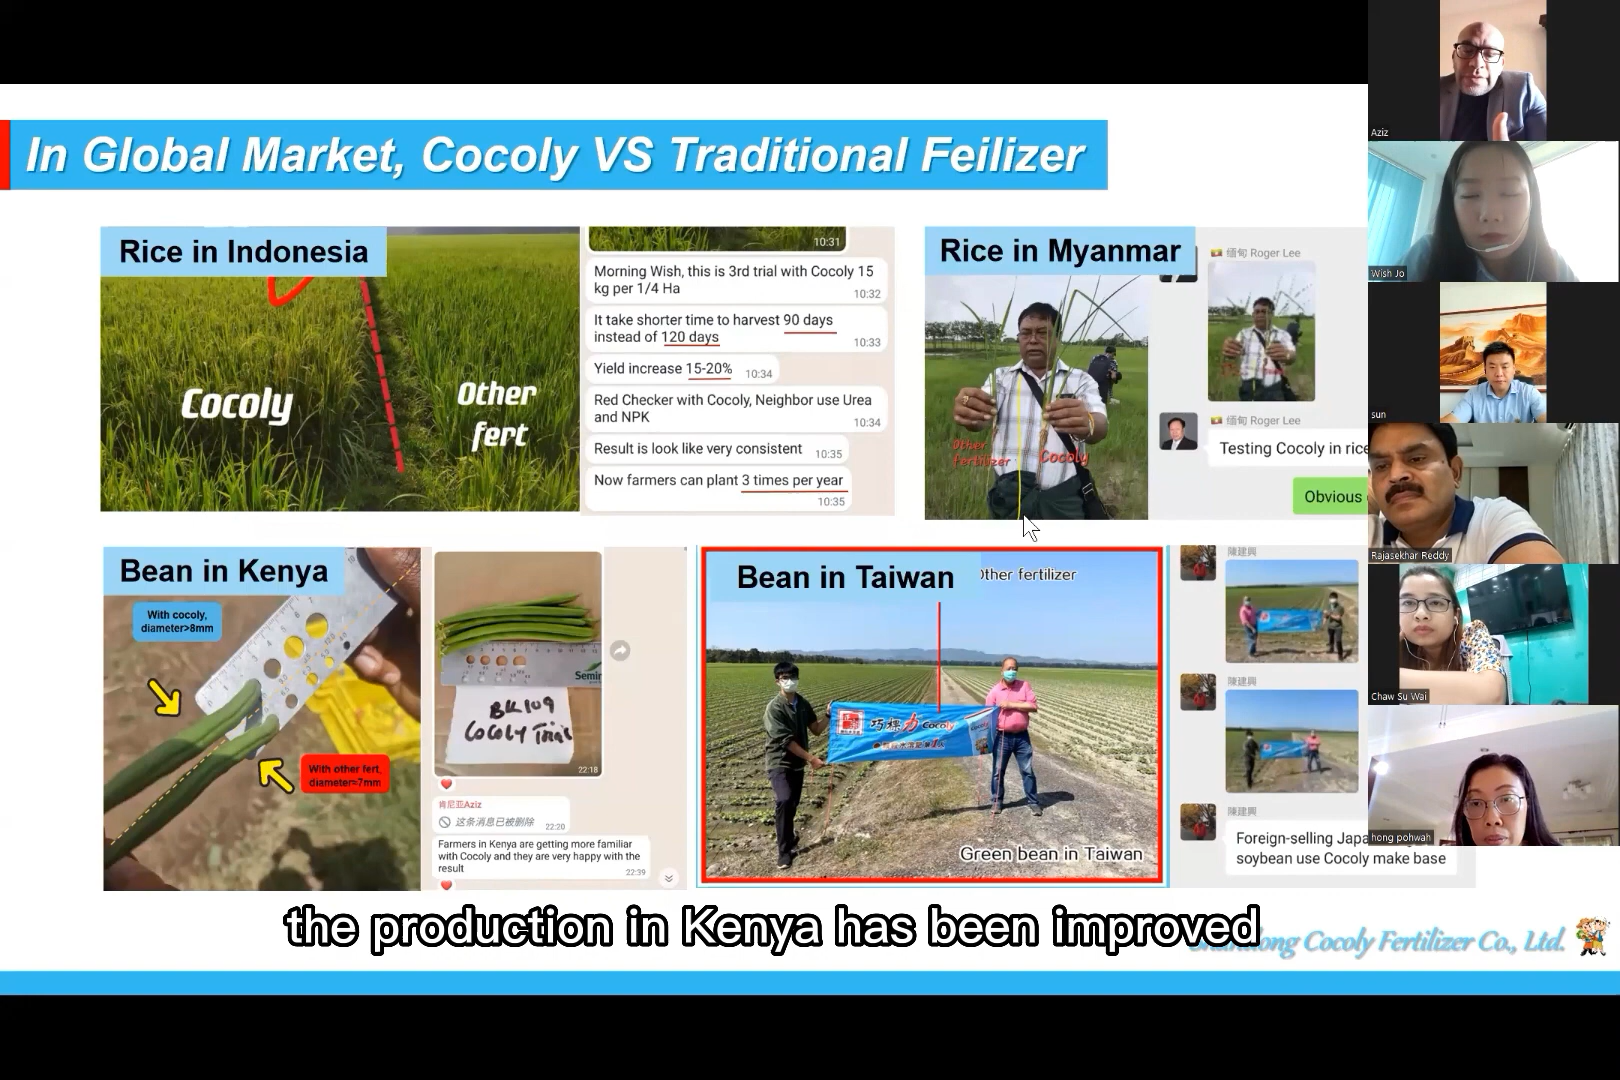 In Global Market, Cocoly VS Traditional Feilizer
Rice in Indonesia
Cocoly
Other
fert
10:31
Morning Wish, this is 3rd trial with Cocoly 15
kg per 1/4 Ha
10:32
It take shorter time to harvest 90 days
instead of 120 days
10:33
Yield increase 15-20%
10:34
Red Checker with Cocoly, Neighbor use Urea
and NPK
10:34
Result is look like very consistent
10:35
Now farmers can plant 3 times per year
10:35
Rice in Myanmar
Other
fertilizer
Cocoly
缅甸 Roger Lee
缅甸 Roger Lee
Testing Cocoly in rice
Obvious
Bean in Kenya
With cocoly,
diameter>8mm
With other fert,
diameter≈7mm
BK109
Cocoly Trial
22:18
肯尼亚Aziz
这条消息已被删除
22:20
Farmers in Kenya are getting more familiar
with Cocoly and they are very happy with the
result
22:39
Bean in Taiwan
Other fertilizer
Cocoly
Green bean in Taiwan
陳建興
陳建興
陳建興
Foreign-selling Japa
soybean use Cocoly make base
the production in Kenya has been improved
Cocoly Fertilizer Co., Ltd.
Aziz
Wish Jo
sun
Rajasekhar Reddy
Chaw Su Wai
hong pohwah